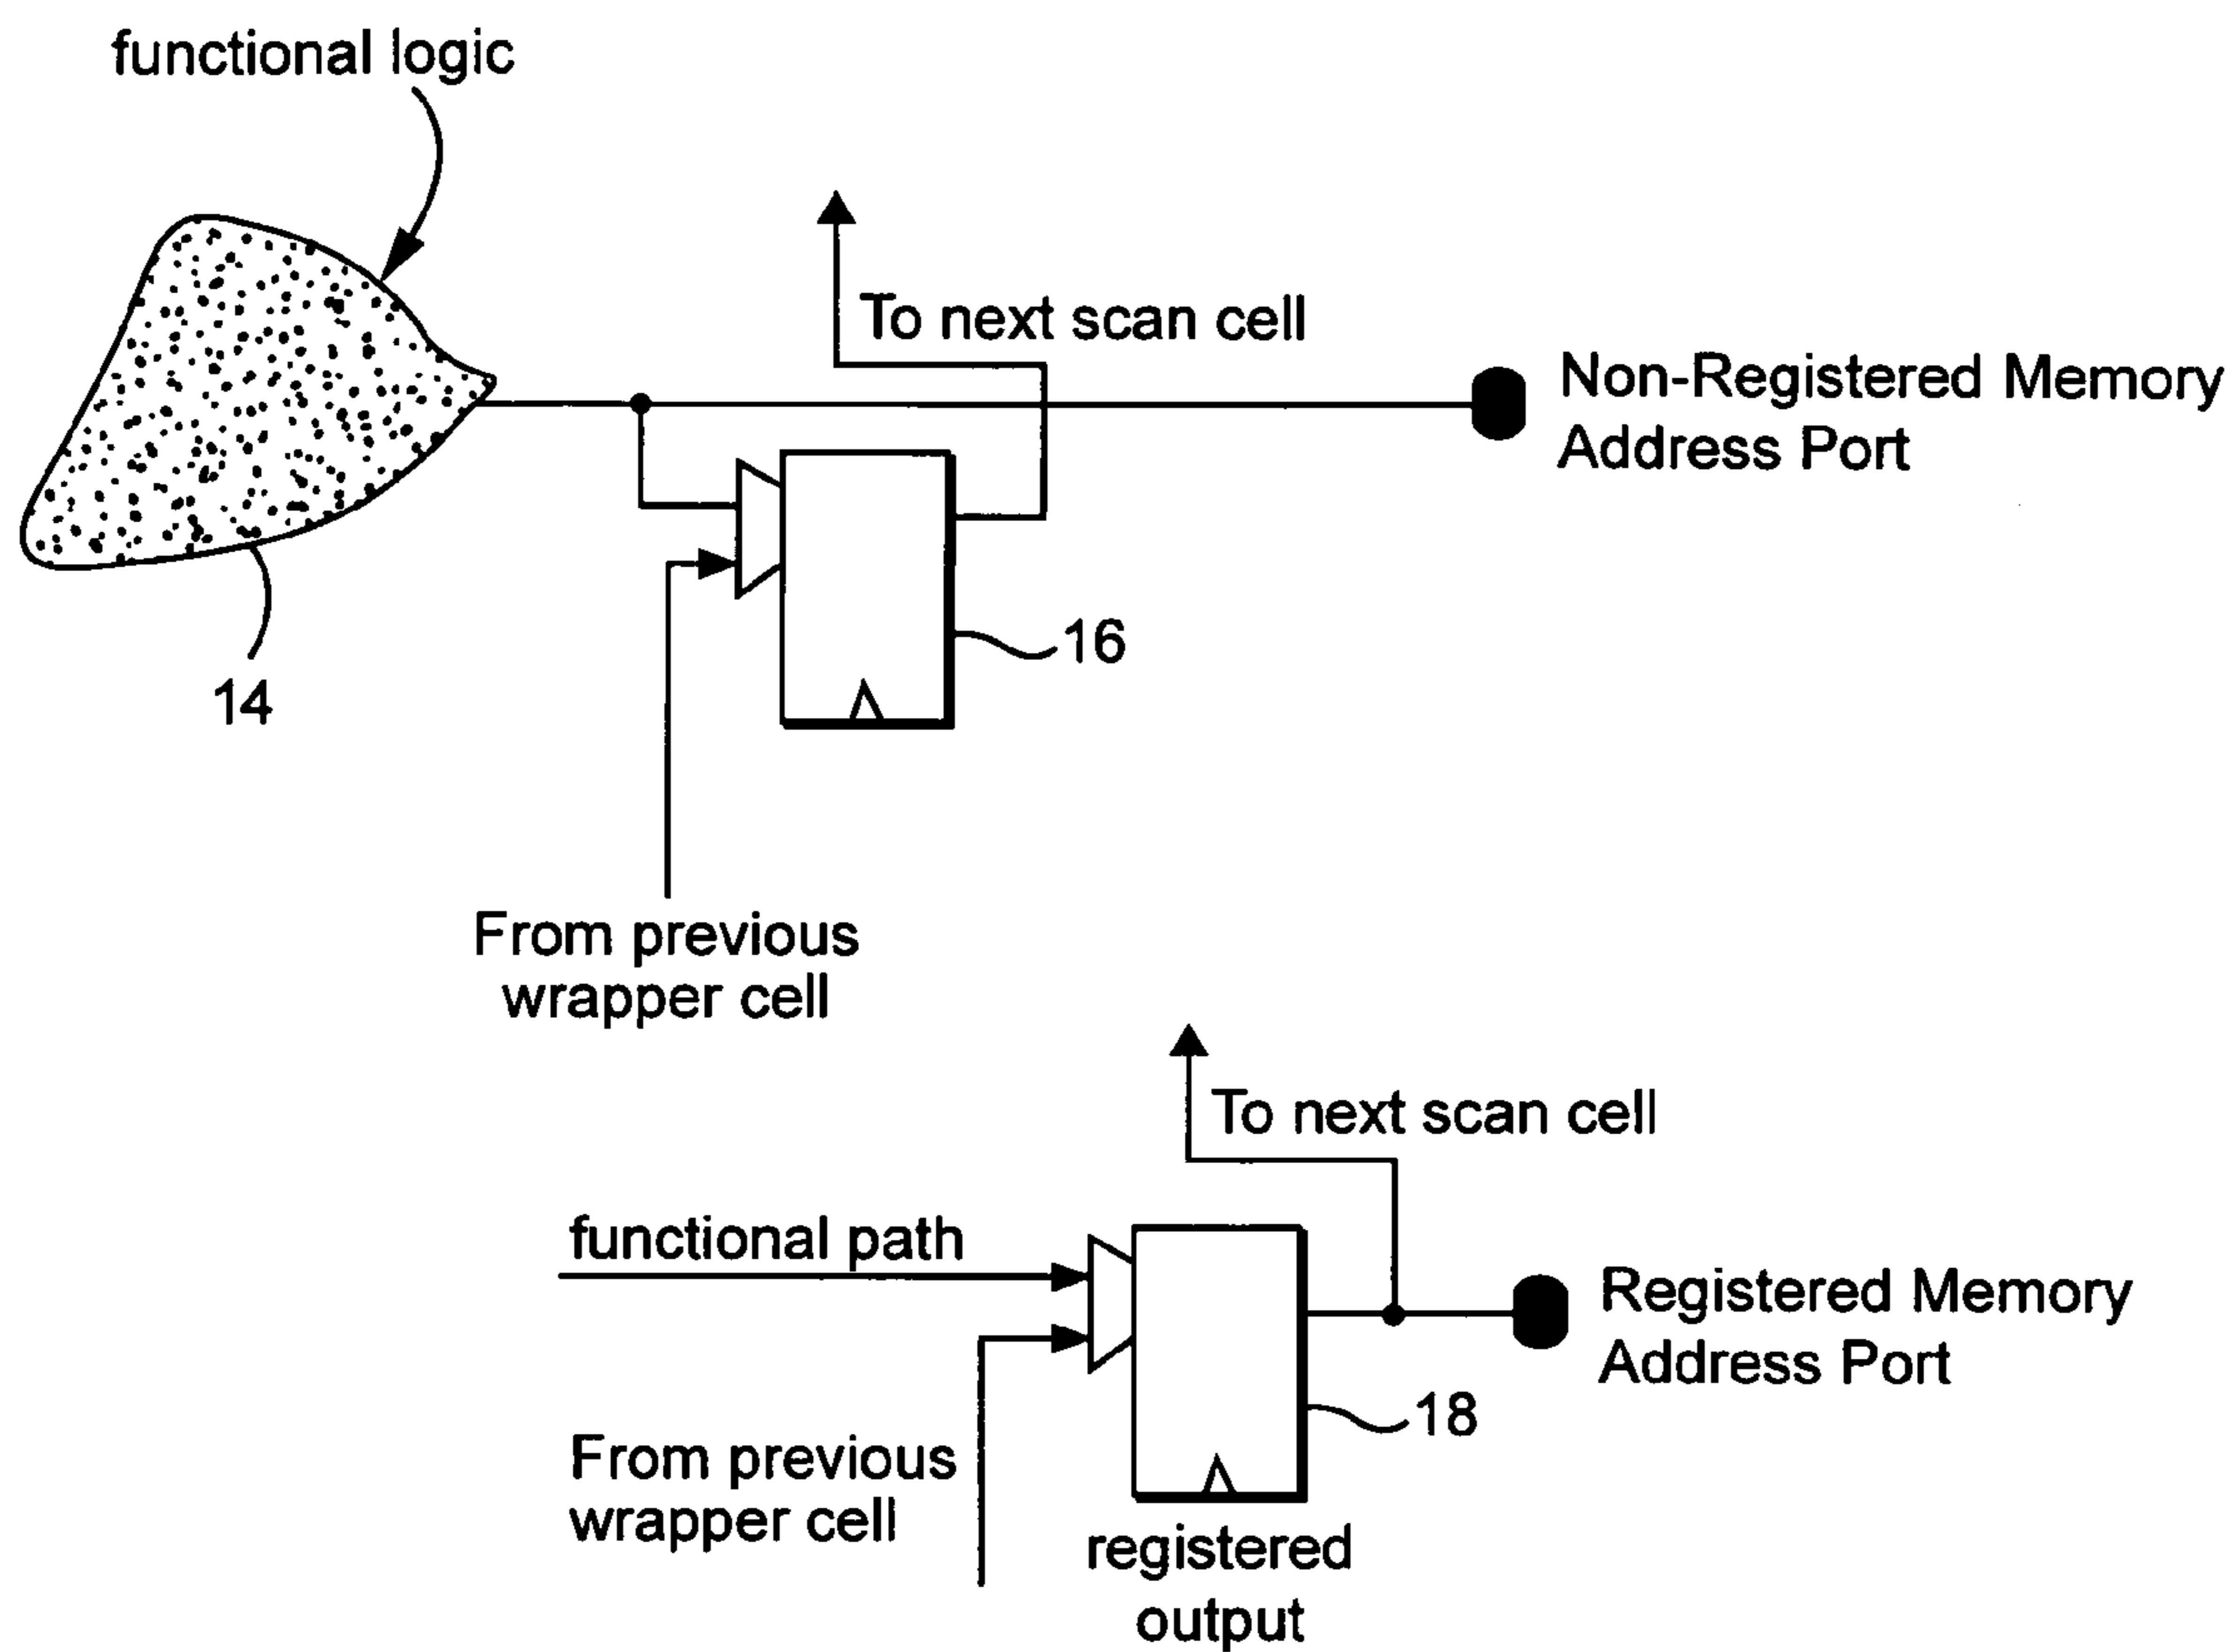 functional logic
To next scan cell
Non-Registered Memory
Address Port
16
14
From previous
wrapper cell
To next scan cell
functional path
Registered Memory
Address Port
18
From previous
wrapper cell
registered
output